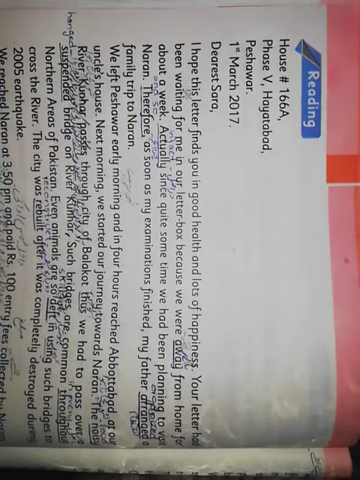 Reading
House # 166A,
Phase V, Hayatabad,
Peshawar.
1st March 2017.
Dearest Sara,
I hope this letter finds you in good health and lots of happiness. Your letter had
been waiting for me in our letter-box because we were away from home for
about a week. Actually since quite some time we had been planning to visit
Naran. Therefore, as soon as my examinations finished, my father arranged a
family trip to Naran.
We left Peshawar early morning and in four hours reached Abbottabad, at our
uncle's house. Next morning, we started our journey towards Naran. The noisy
River Kunhar passes through city of Balakot thus we had to pass over a
suspended bridge on River Kunhar. Such bridges are common throughout
Northern Areas of Pakistan. Even animals are so deft in using such bridges to
cross the River. The city was rebuilt after it was completely destroyed during
2005 earthquake.
We reached Naran at 3:50 pm and paid Rs. 100 entry fees collected by Naran